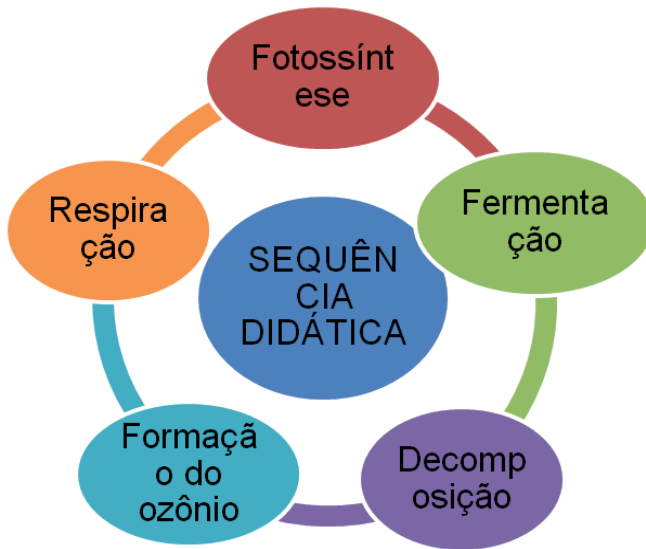 Fotossínt
ese
Fermenta
ção
Decomp
osição
Formaçã
o do
ozônio
Respira
ção
SEQUÊN
CIA
DIDÁTICA